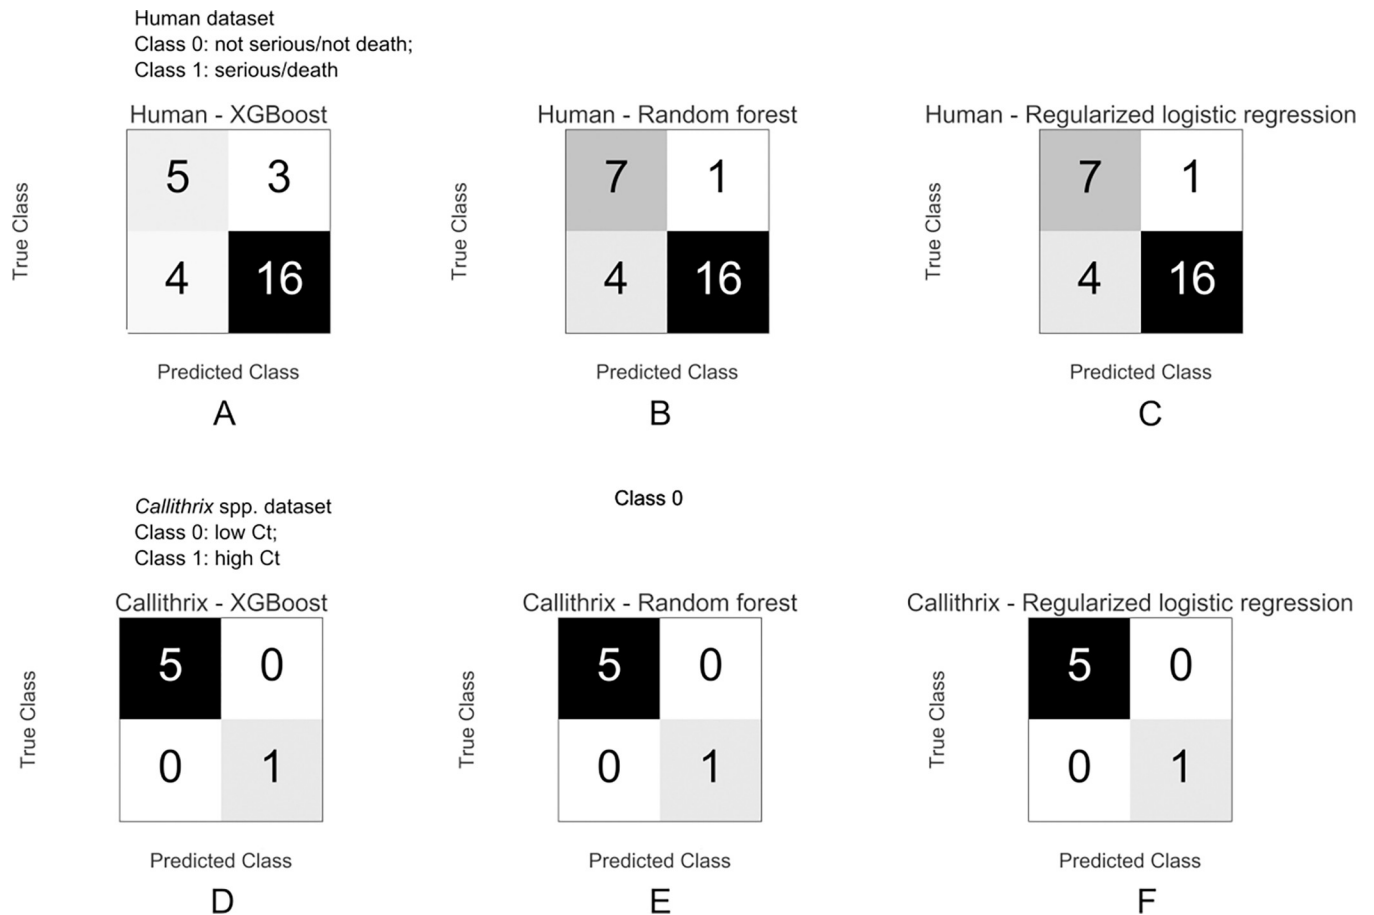 Human dataset
Class 0: not serious/not death;
Class 1: serious/death
Human - XGBoost
True Class
5 3
4 16
Predicted Class
A
Human - Random forest
True Class
7 1
4 16
Predicted Class
B
Human - Regularized logistic regression
True Class
7 1
4 16
Predicted Class
C
Callithrix spp. dataset
Class 0: low Ct;
Class 1: high Ct
Class 0
Callithrix - XGBoost
True Class
5 0
0 1
Predicted Class
D
Callithrix - Random forest
True Class
5 0
0 1
Predicted Class
E
Callithrix - Regularized logistic regression
True Class
5 0
0 1
Predicted Class
F